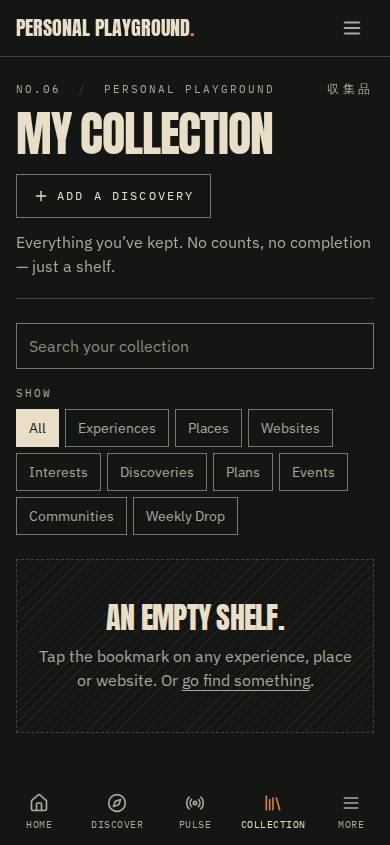 PERSONAL PLAYGROUND.
NO.06 / PERSONAL PLAYGROUND 収集品
MY COLLECTION
+ ADD A DISCOVERY
Everything you’ve kept. No counts, no completion
— just a shelf.
Search your collection
SHOW
All Experiences Places Websites
Interests Discoveries Plans Events
Communities Weekly Drop
AN EMPTY SHELF.
Tap the bookmark on any experience, place
or website. Or go find something.
HOME DISCOVER PULSE COLLECTION MORE